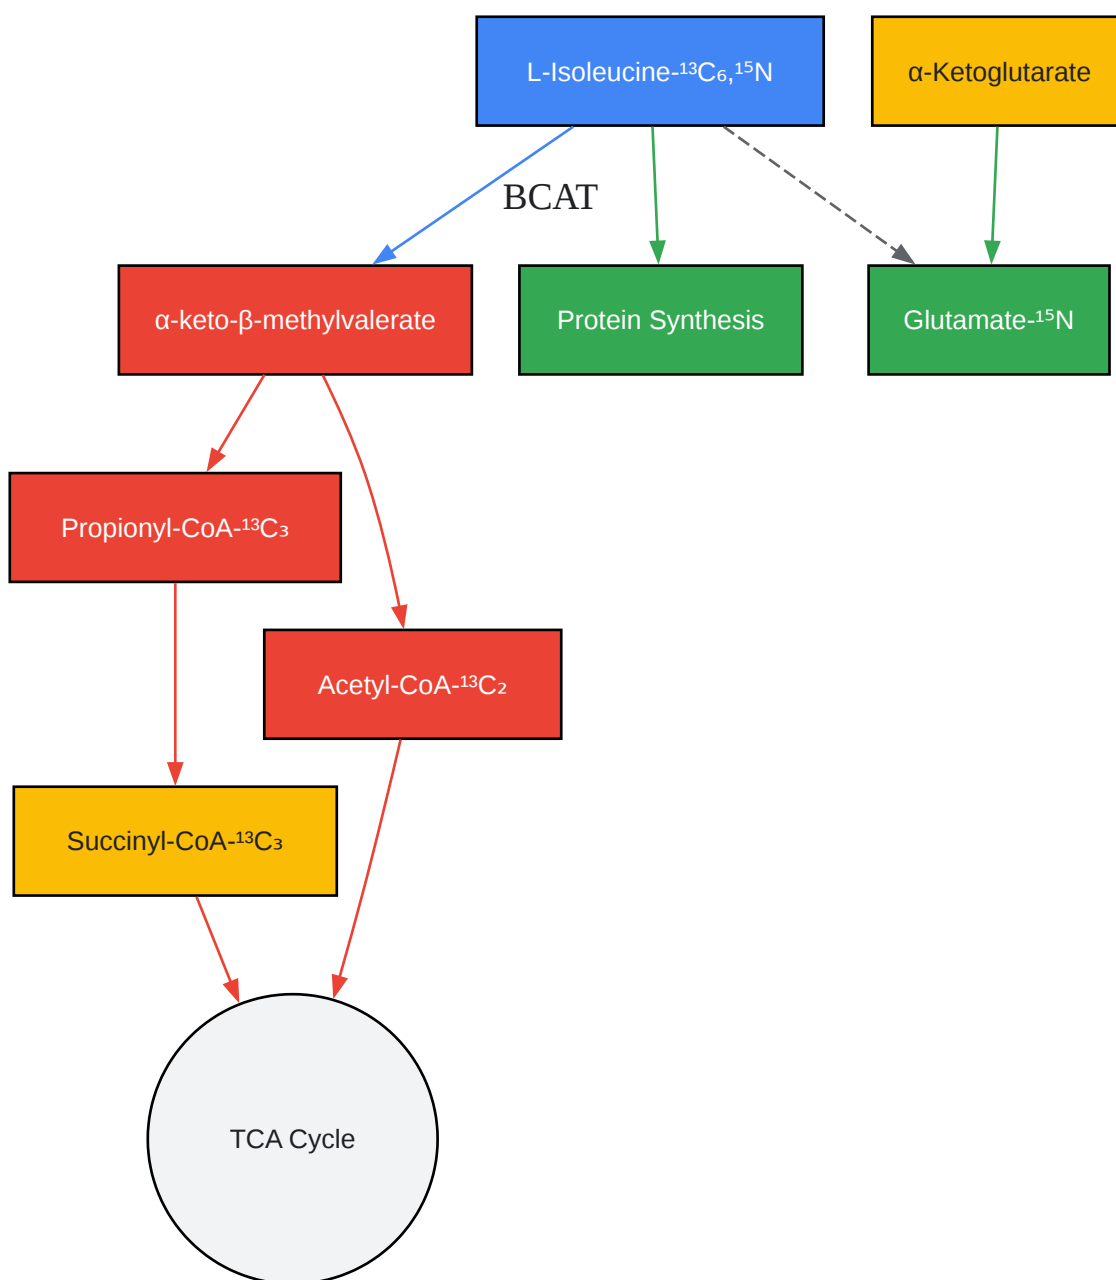 L-Isoleucine-¹³C₆,¹⁵N
α-Ketoglutarate
BCAT
α-keto-β-methylvalerate
Protein Synthesis
Glutamate-¹⁵N
Propionyl-CoA-¹³C₃
Acetyl-CoA-¹³C₂
Succinyl-CoA-¹³C₃
TCA Cycle